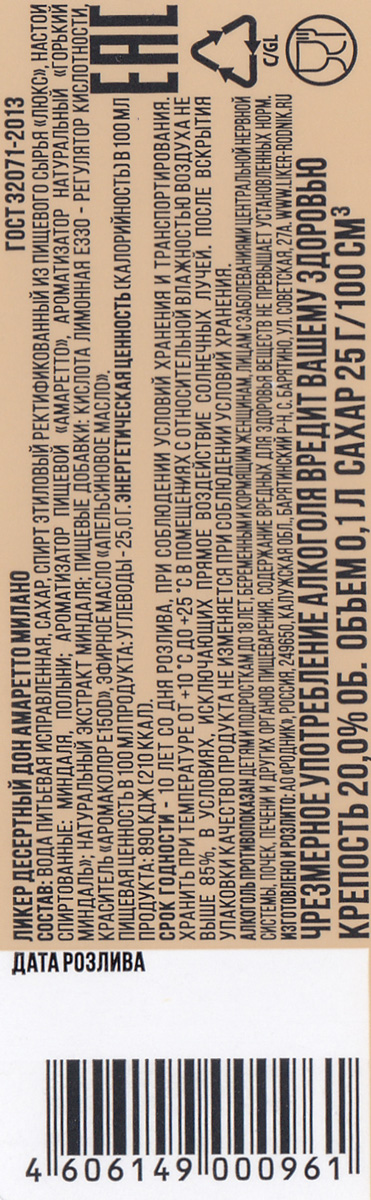 ЛИКЕР ДЕСЕРТНЫЙ ДОН АМАРЕТТО МИЛАНО ГОСТ 32071-2013
СОСТАВ: ВОДА ПИТЬЕВАЯ ИСПРАВЛЕННАЯ, САХАР, СПИРТ ЭТИЛОВЫЙ РЕКТИФИКОВАННЫЙ ИЗ ПИЩЕВОГО СЫРЬЯ «ЛЮКС», НАСТОИ
СПИРТОВАННЫЕ: МИНДАЛЯ, ПОЛЫНИ; АРОМАТИЗАТОР ПИЩЕВОЙ «АМАРЕТТО», АРОМАТИЗАТОР НАТУРАЛЬНЫЙ «ГОРЬКИЙ
МИНДАЛЬ»; НАТУРАЛЬНЫЙ ЭКСТРАКТ МИНДАЛЯ; ПИЩЕВЫЕ ДОБАВКИ: КИСЛОТА ЛИМОННАЯ Е330 - РЕГУЛЯТОР КИСЛОТНОСТИ,
КРАСИТЕЛЬ «АРОМАКОЛОР E150D», ЭФИРНОЕ МАСЛО «АПЕЛЬСИНОВОЕ МАСЛО».
ПИЩЕВАЯ ЦЕННОСТЬ В 100 МЛ ПРОДУКТА: УГЛЕВОДЫ - 25,0 Г. ЭНЕРГЕТИЧЕСКАЯ ЦЕННОСТЬ (КАЛОРИЙНОСТЬ) В 100 МЛ
ПРОДУКТА: 890 КДЖ (210 ККАЛ).
СРОК ГОДНОСТИ - 10 ЛЕТ СО ДНЯ РОЗЛИВА, ПРИ СОБЛЮДЕНИИ УСЛОВИЙ ХРАНЕНИЯ И ТРАНСПОРТИРОВАНИЯ.
ХРАНИТЬ ПРИ ТЕМПЕРАТУРЕ ОТ +10 °С ДО +25 °С В ПОМЕЩЕНИЯХ С ОТНОСИТЕЛЬНОЙ ВЛАЖНОСТЬЮ ВОЗДУХА НЕ
ВЫШЕ 85%, В УСЛОВИЯХ, ИСКЛЮЧАЮЩИХ ПРЯМОЕ ВОЗДЕЙСТВИЕ СОЛНЕЧНЫХ ЛУЧЕЙ. ПОСЛЕ ВСКРЫТИЯ
УПАКОВКИ КАЧЕСТВО ПРОДУКТА НЕ ИЗМЕНЯЕТСЯ ПРИ СОБЛЮДЕНИИ УСЛОВИЙ ХРАНЕНИЯ.
АЛКОГОЛЬ ПРОТИВОПОКАЗАН ДЕТЯМ И ПОДРОСТКАМ ДО 18 ЛЕТ, БЕРЕМЕННЫМ И КОРМЯЩИМ ЖЕНЩИНАМ, ЛИЦАМ С ЗАБОЛЕВАНИЯМИ ЦЕНТРАЛЬНОЙ НЕРВНОЙ
СИСТЕМЫ, ПОЧЕК, ПЕЧЕНИ И ДРУГИХ ОРГАНОВ ПИЩЕВАРЕНИЯ. СОДЕРЖАНИЕ ВРЕДНЫХ ДЛЯ ЗДОРОВЬЯ ВЕЩЕСТВ НЕ ПРЕВЫШАЕТ УСТАНОВЛЕННЫХ НОРМ.
ИЗГОТОВЛЕНО И РОЗЛИТО: АО «РОДНИК», РОССИЯ, 249650, КАЛУЖСКАЯ ОБЛ., БАРЯТИНСКИЙ Р-Н, С. БАРЯТИНО, УЛ. СОВЕТСКАЯ, 27А. WWW.LIKER-RODNIK.RU
ЧРЕЗМЕРНОЕ УПОТРЕБЛЕНИЕ АЛКОГОЛЯ ВРЕДИТ ВАШЕМУ ЗДОРОВЬЮ
КРЕПОСТЬ 20,0% ОБ. ОБЪЕМ 0,1 Л САХАР 25 Г/100 СМ³
EAC
C/GL
ДАТА РОЗЛИВА
4 606149 000961